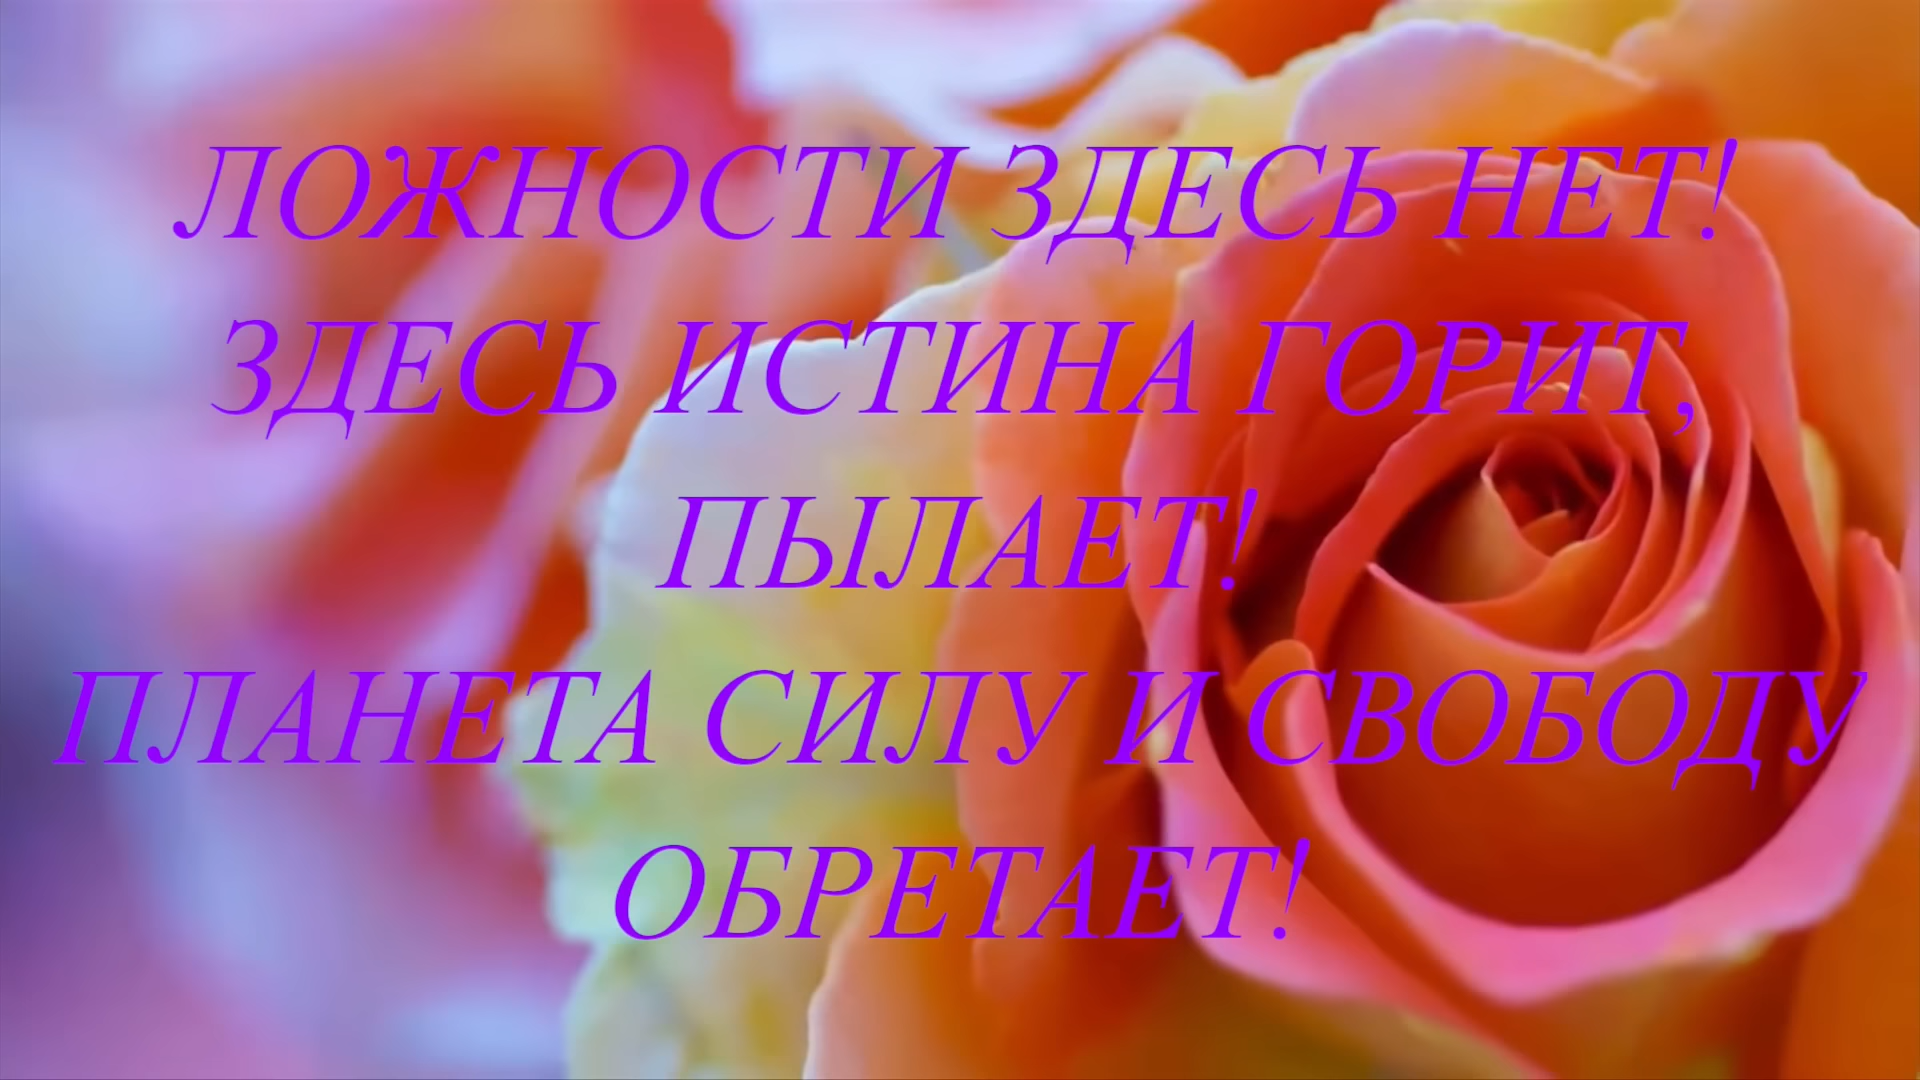 ЛОЖНОСТИ ЗДЕСЬ НЕТ!
ЗДЕСЬ ИСТИНА ГОРИТ,
ПЫЛАЕТ!
ПЛАНЕТА СИЛУ И СВОБОДУ
ОБРЕТАЕТ!